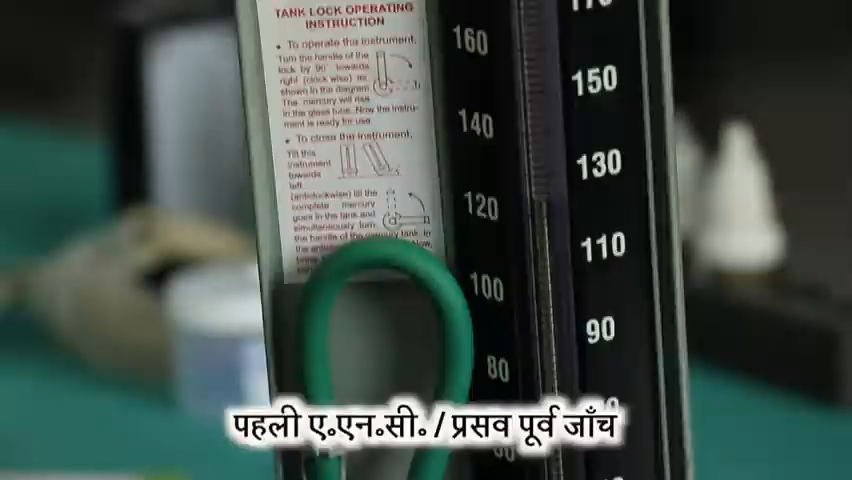 TANK LOCK OPERATING
INSTRUCTION
• To operate the instrument.
Turn the handle of the
lock by 90° towards
right (clock wise) as
shown in the diagram
The mercury will rise
in the glass tube. Now the instru-
ment is ready for use.
• To close the instrument.
Tilt this
instrument
towards
left
(anticlockwise) till the
complete mercury
goes in the tank and
simultaneously turn
the handle of the mercury tank. In
the
160
140
120
100
80
170
150
130
110
90
पहली ए॰एन॰सी॰ / प्रसव पूर्व जाँच